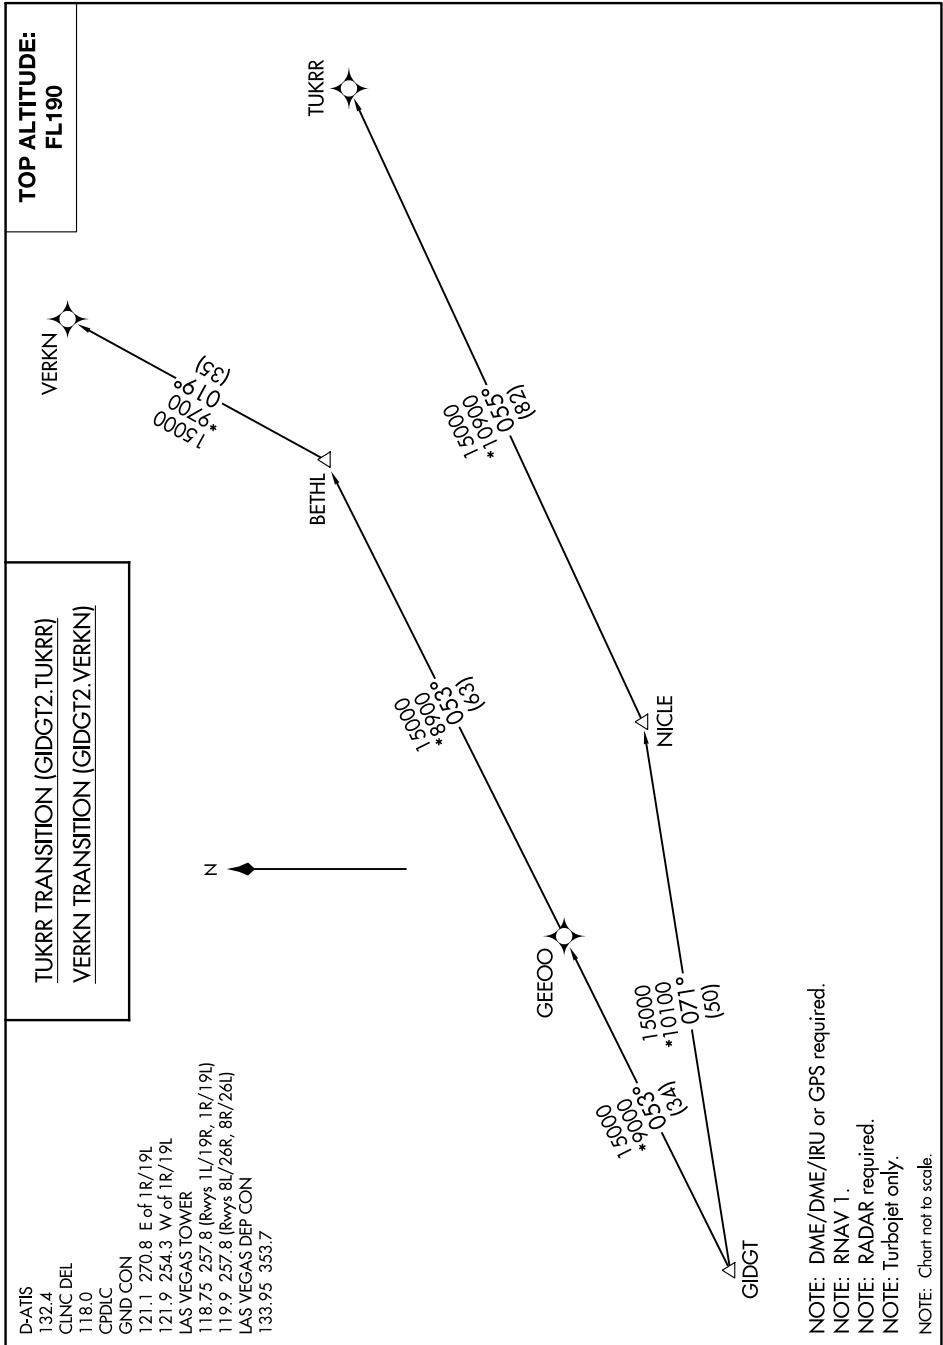 TOP ALTITUDE:
FL190
TUKRR TRANSITION (GIDGT2.TUKRR)
VERKN TRANSITION (GIDGT2.VERKN)
D-ATIS
132.4
CLNC DEL
118.0
CPDLC
GND CON
121.1 270.8 E of 1R/19L
121.9 254.3 W of 1R/19L
LAS VEGAS TOWER
118.75 257.8 (Rwys 1L/19R, 1R/19L)
119.9 257.8 (Rwys 8L/26R, 8R/26L)
LAS VEGAS DEP CON
133.95 353.7
N
TUKRR
VERKN
15000
*9700
019°
(35)
BETHL
15000
*10900
055°
(82)
15000
*8900
053°
(63)
NICLE
GEEOO
15000
*10100
071°
(50)
15000
*9000
053°
(34)
GIDGT
NOTE: DME/DME/IRU or GPS required.
NOTE: RNAV 1.
NOTE: RADAR required.
NOTE: Turbojet only.
NOTE: Chart not to scale.